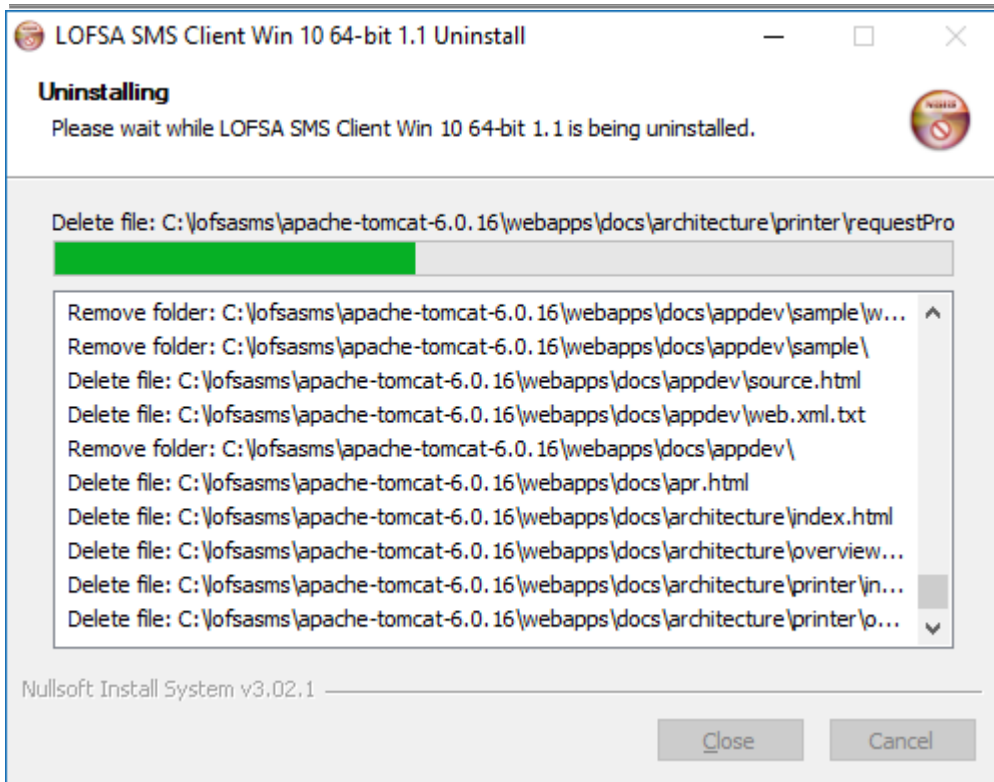 LOFSA SMS Client Win 10 64-bit 1.1 Uninstall
Uninstalling
Please wait while LOFSA SMS Client Win 10 64-bit 1.1 is being uninstalled.
Delete file: C:\lofsasms\apache-tomcat-6.0.16\webapps\docs\architecture\printer\requestPro
Remove folder: C:\lofsasms\apache-tomcat-6.0.16\webapps\docs\appdev\sample\w...
Remove folder: C:\lofsasms\apache-tomcat-6.0.16\webapps\docs\appdev\sample\
Delete file: C:\lofsasms\apache-tomcat-6.0.16\webapps\docs\appdev\source.html
Delete file: C:\lofsasms\apache-tomcat-6.0.16\webapps\docs\appdev\web.xml.txt
Remove folder: C:\lofsasms\apache-tomcat-6.0.16\webapps\docs\appdev\
Delete file: C:\lofsasms\apache-tomcat-6.0.16\webapps\docs\apr.html
Delete file: C:\lofsasms\apache-tomcat-6.0.16\webapps\docs\architecture\index.html
Delete file: C:\lofsasms\apache-tomcat-6.0.16\webapps\docs\architecture\overview...
Delete file: C:\lofsasms\apache-tomcat-6.0.16\webapps\docs\architecture\printer\in...
Delete file: C:\lofsasms\apache-tomcat-6.0.16\webapps\docs\architecture\printer\o...
Nullsoft Install System v3.02.1
Close Cancel